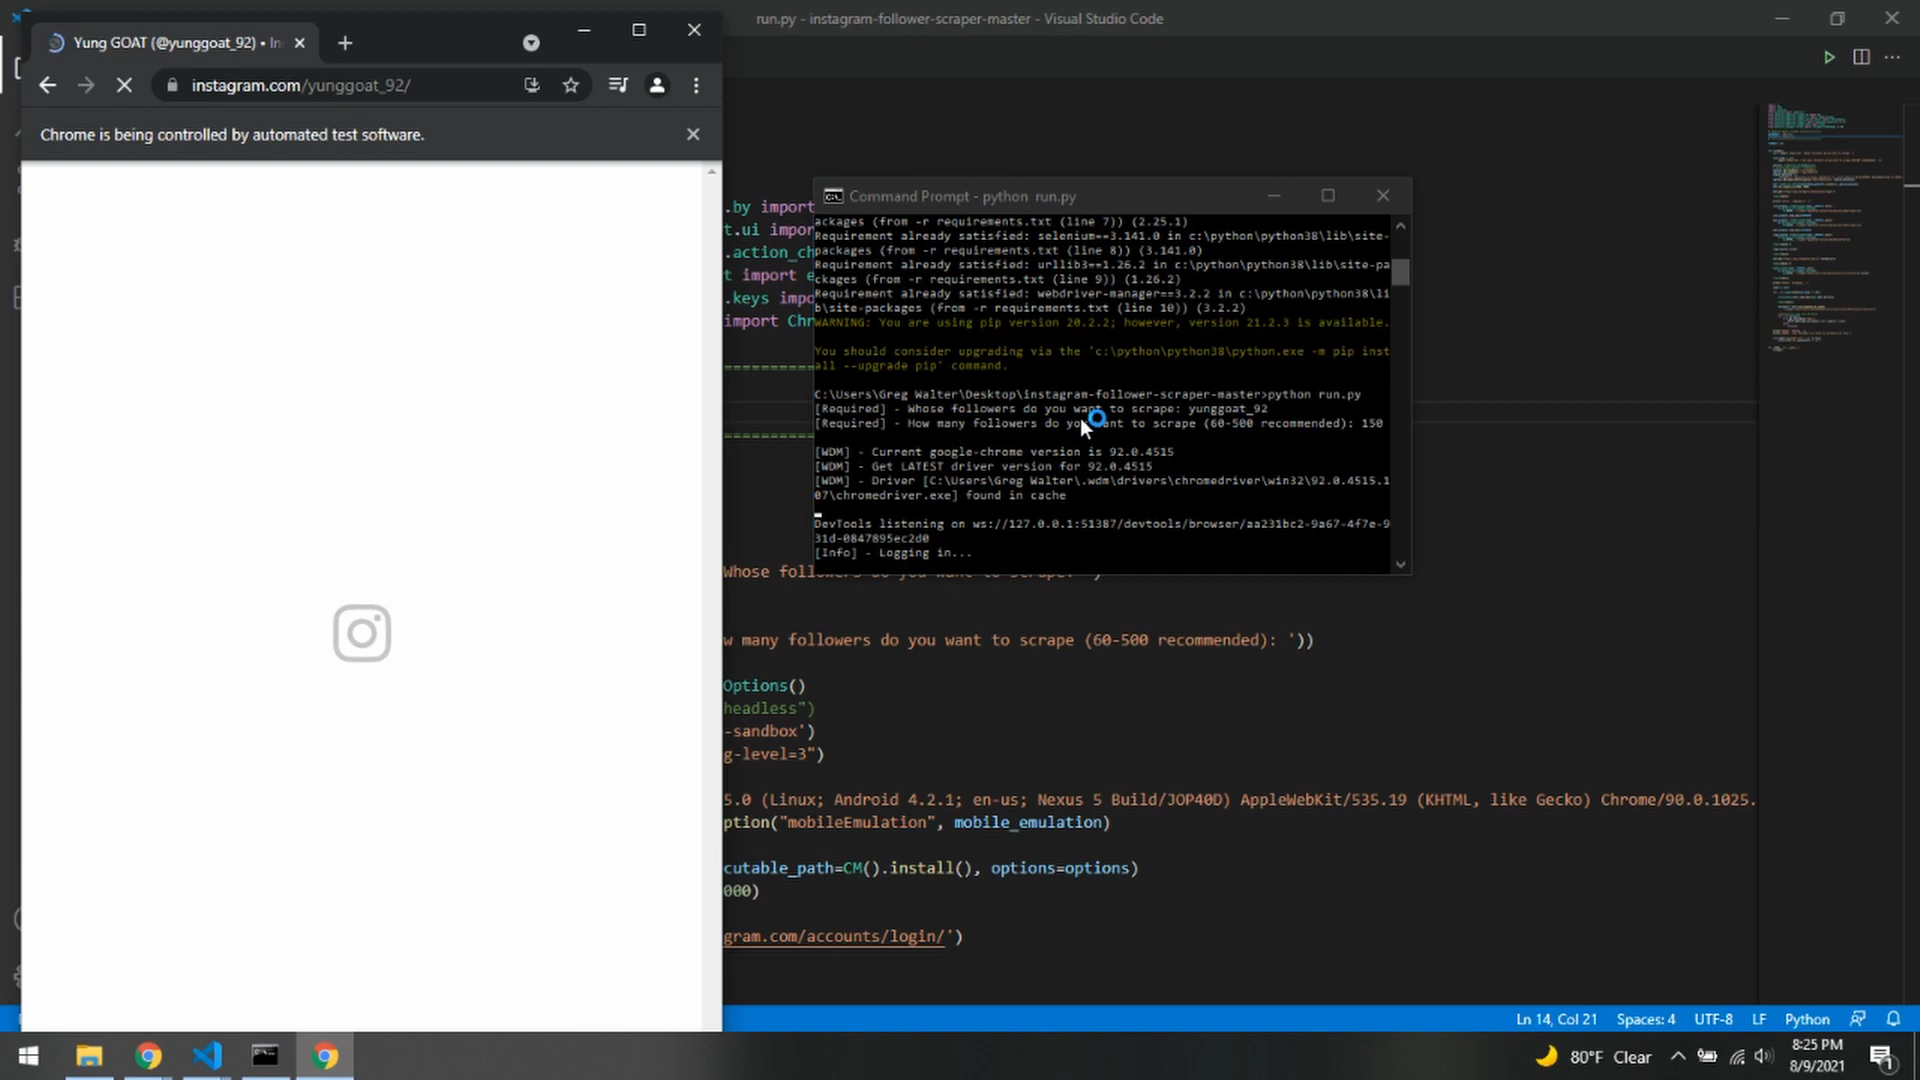 run.py - instagram-follower-scraper-master - Visual Studio Code
Yung GOAT (@yunggoat_92) • In
instagram.com/yunggoat_92/
Chrome is being controlled by automated test software.
Command Prompt - python run.py
ackages (from -r requirements.txt (line 7)) (2.25.1)
Requirement already satisfied: selenium==3.141.0 in c:\python\python38\lib\site-
packages (from -r requirements.txt (line 8)) (3.141.0)
Requirement already satisfied: urllib3==1.26.2 in c:\python\python38\lib\site-pa
ckages (from -r requirements.txt (line 9)) (1.26.2)
Requirement already satisfied: webdriver-manager==3.2.2 in c:\python\python38\li
b\site-packages (from -r requirements.txt (line 10)) (3.2.2)
WARNING: You are using pip version 20.2.2; however, version 21.2.3 is available.
You should consider upgrading via the 'c:\python\python38\python.exe -m pip inst
all --upgrade pip' command.
C:\Users\Greg Walter\Desktop\instagram-follower-scraper-master>python run.py
[Required] - Whose followers do you want to scrape: yunggoat_92
[Required] - How many followers do you want to scrape (60-500 recommended): 150
[WDM] - Current google-chrome version is 92.0.4515
[WDM] - Get LATEST driver version for 92.0.4515
[WDM] - Driver [C:\Users\Greg Walter\.wdm\drivers\chromedriver\win32\92.0.4515.1
07\chromedriver.exe] found in cache
DevTools listening on ws://127.0.0.1:51387/devtools/browser/aa231bc2-9a67-4f7e-9
31d-0847895ec2d0
[Info] - Logging in...
.by import
t.ui impor
.action_ch
t import e
.keys impo
import Chr
Whose foll
w many followers do you want to scrape (60-500 recommended): '))
Options()
headless")
-sandbox')
g-level=3")
5.0 (Linux; Android 4.2.1; en-us; Nexus 5 Build/JOP40D) AppleWebKit/535.19 (KHTML, like Gecko) Chrome/90.0.1025.
ption("mobileEmulation", mobile_emulation)
cutable_path=CM().install(), options=options)
000)
gram.com/accounts/login/')
Ln 14, Col 21 Spaces: 4 UTF-8 LF Python
80°F Clear
8:25 PM
8/9/2021
1